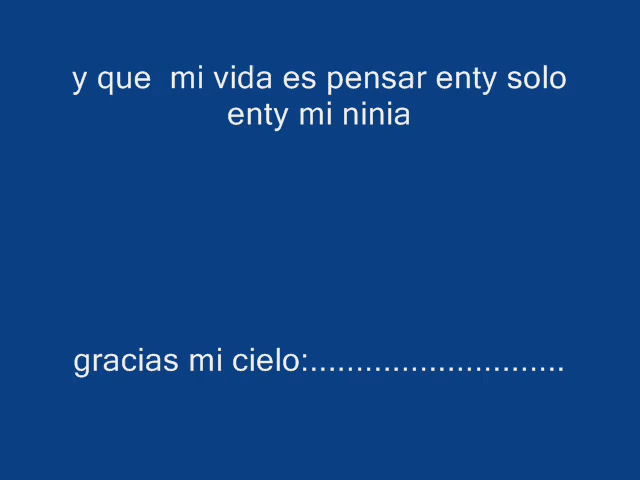 y que  mi vida es pensar enty solo
enty mi ninia
gracias mi cielo:............................